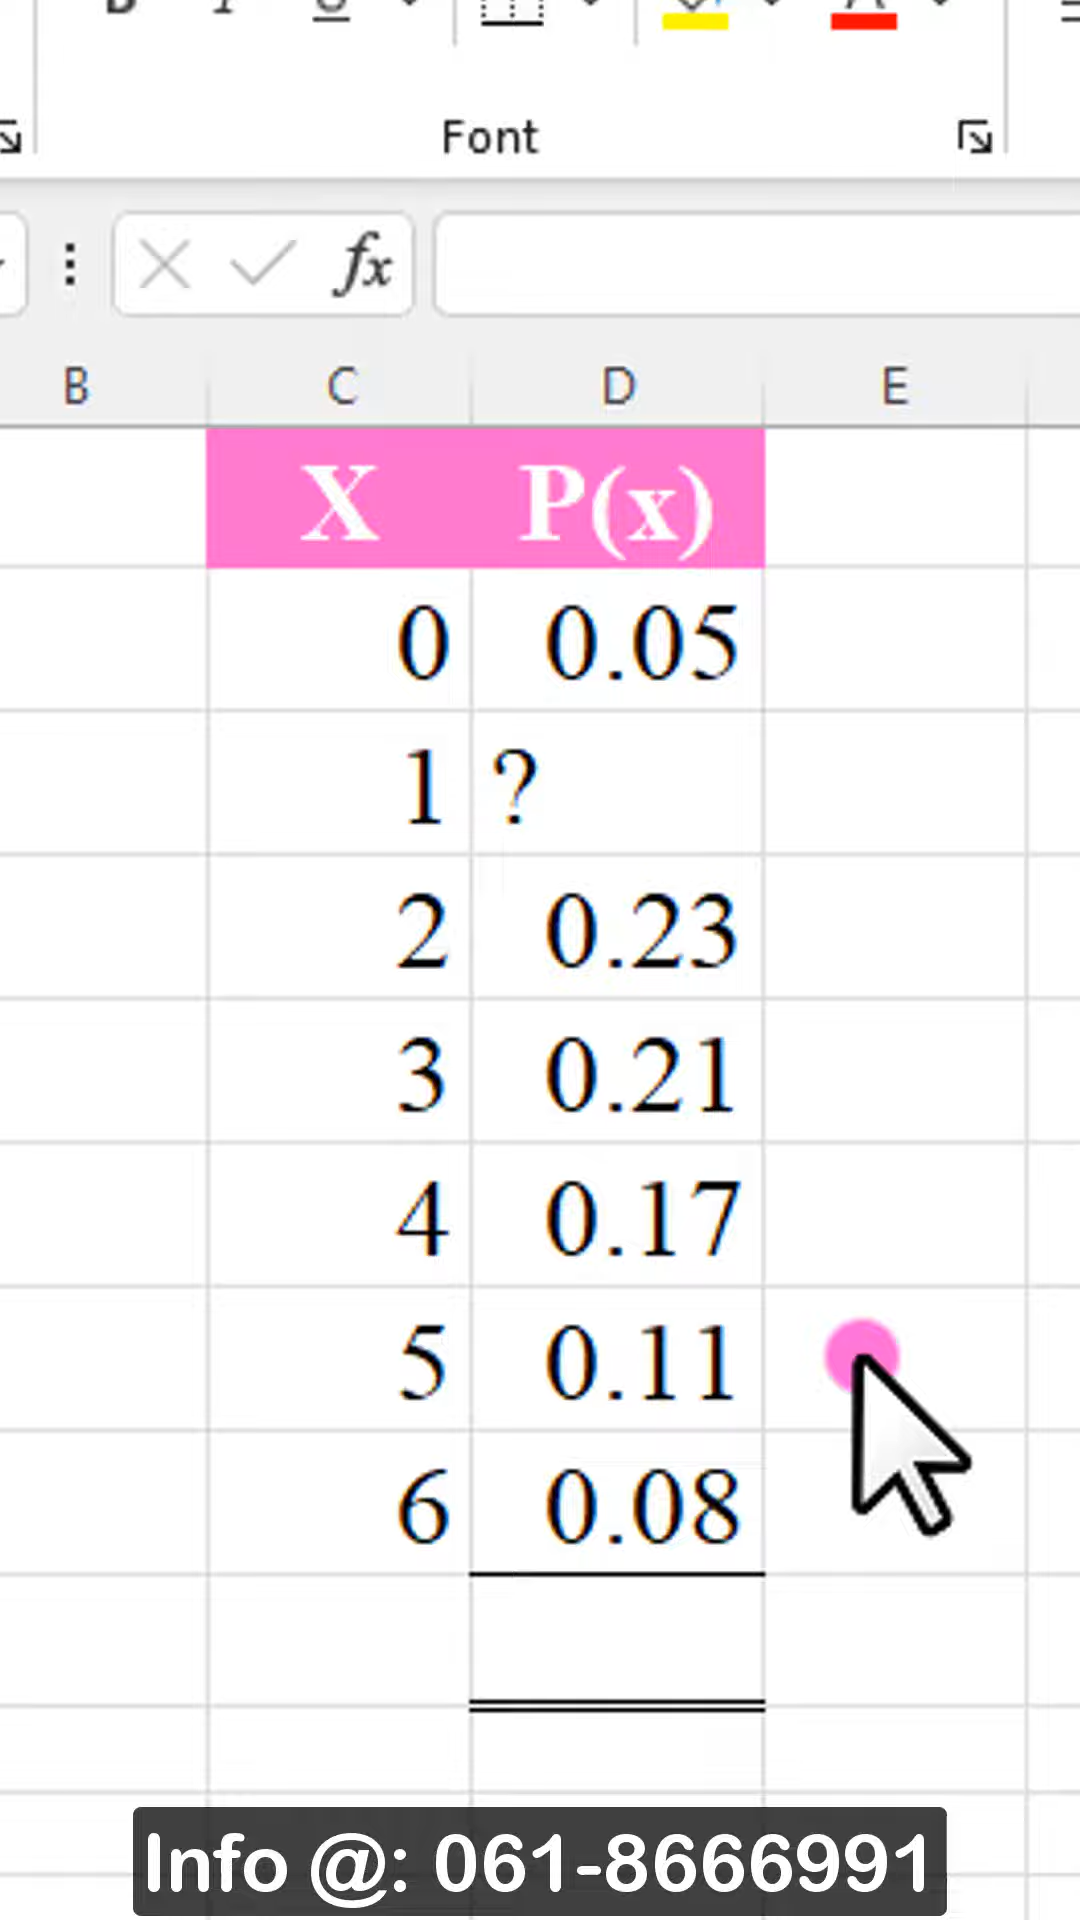 Font
fx
B C D E
X P(x)
0 0.05
1 ?
2 0.23
3 0.21
4 0.17
5 0.11
6 0.08
Info @: 061-8666991